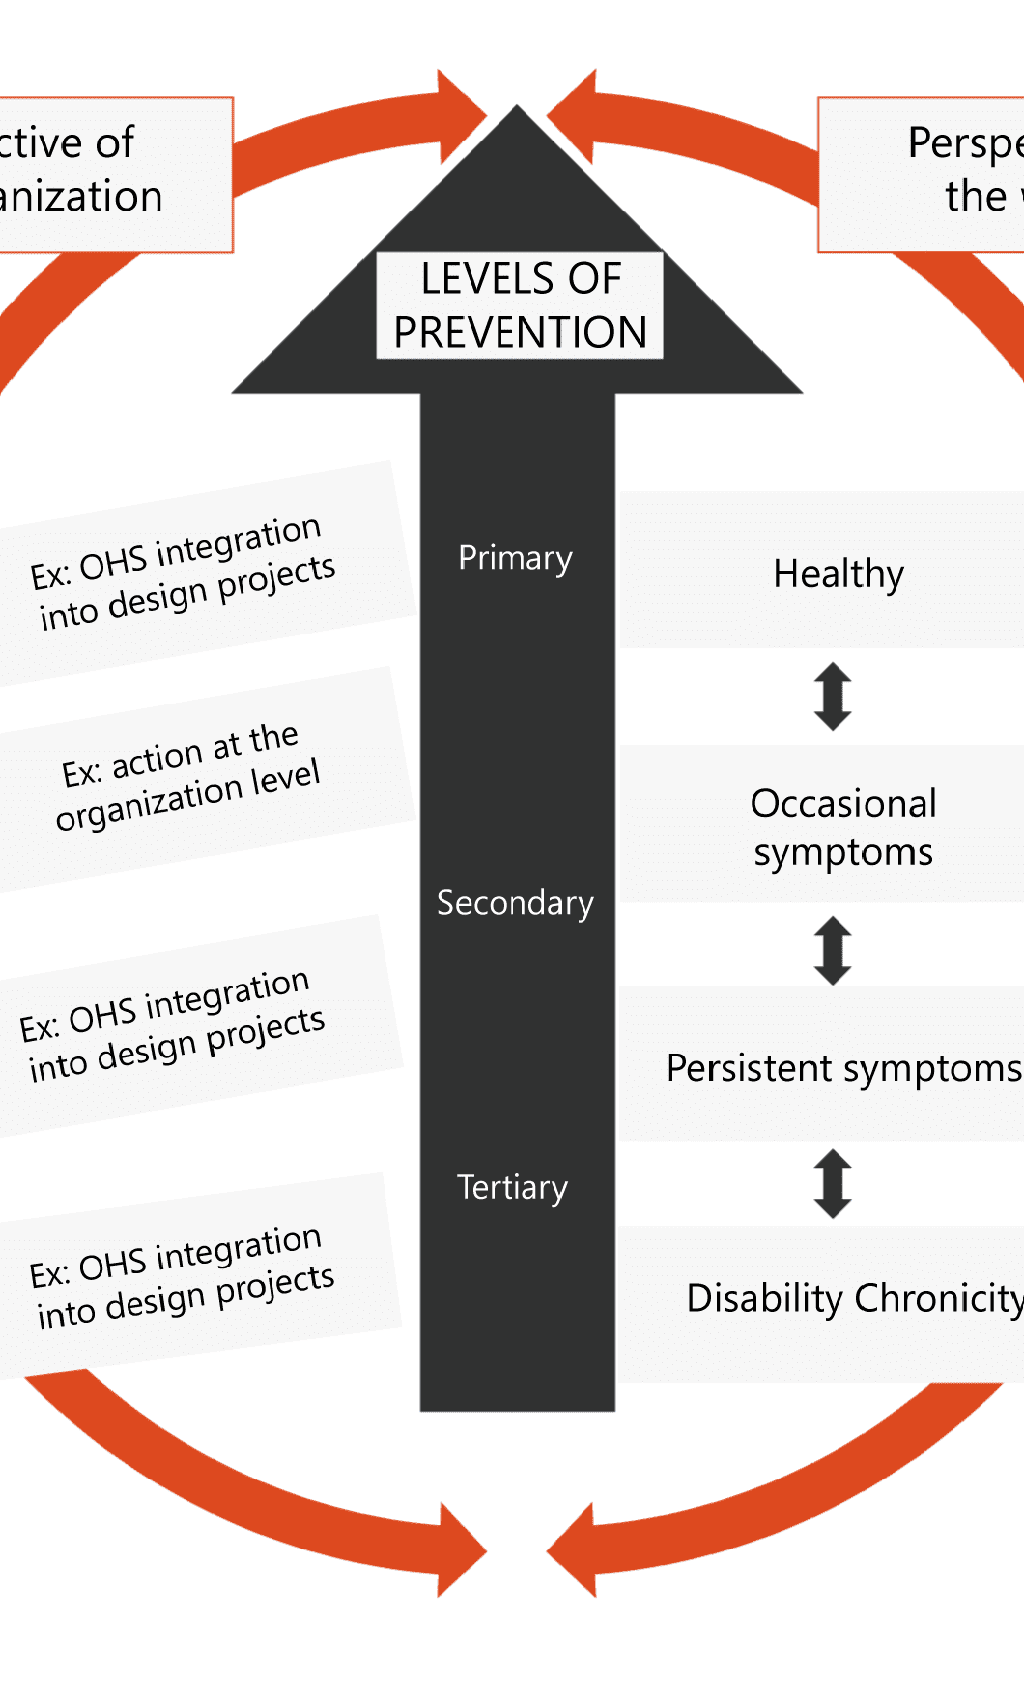 ctive of
anization
Perspe
the
LEVELS OF
PREVENTION
Ex: OHS integration
into design projects
Primary
Healthy
Ex: action at the
organization level
Occasional
symptoms
Secondary
Ex: OHS integration
into design projects
Persistent symptoms
Tertiary
Ex: OHS integration
into design projects
Disability Chronicity